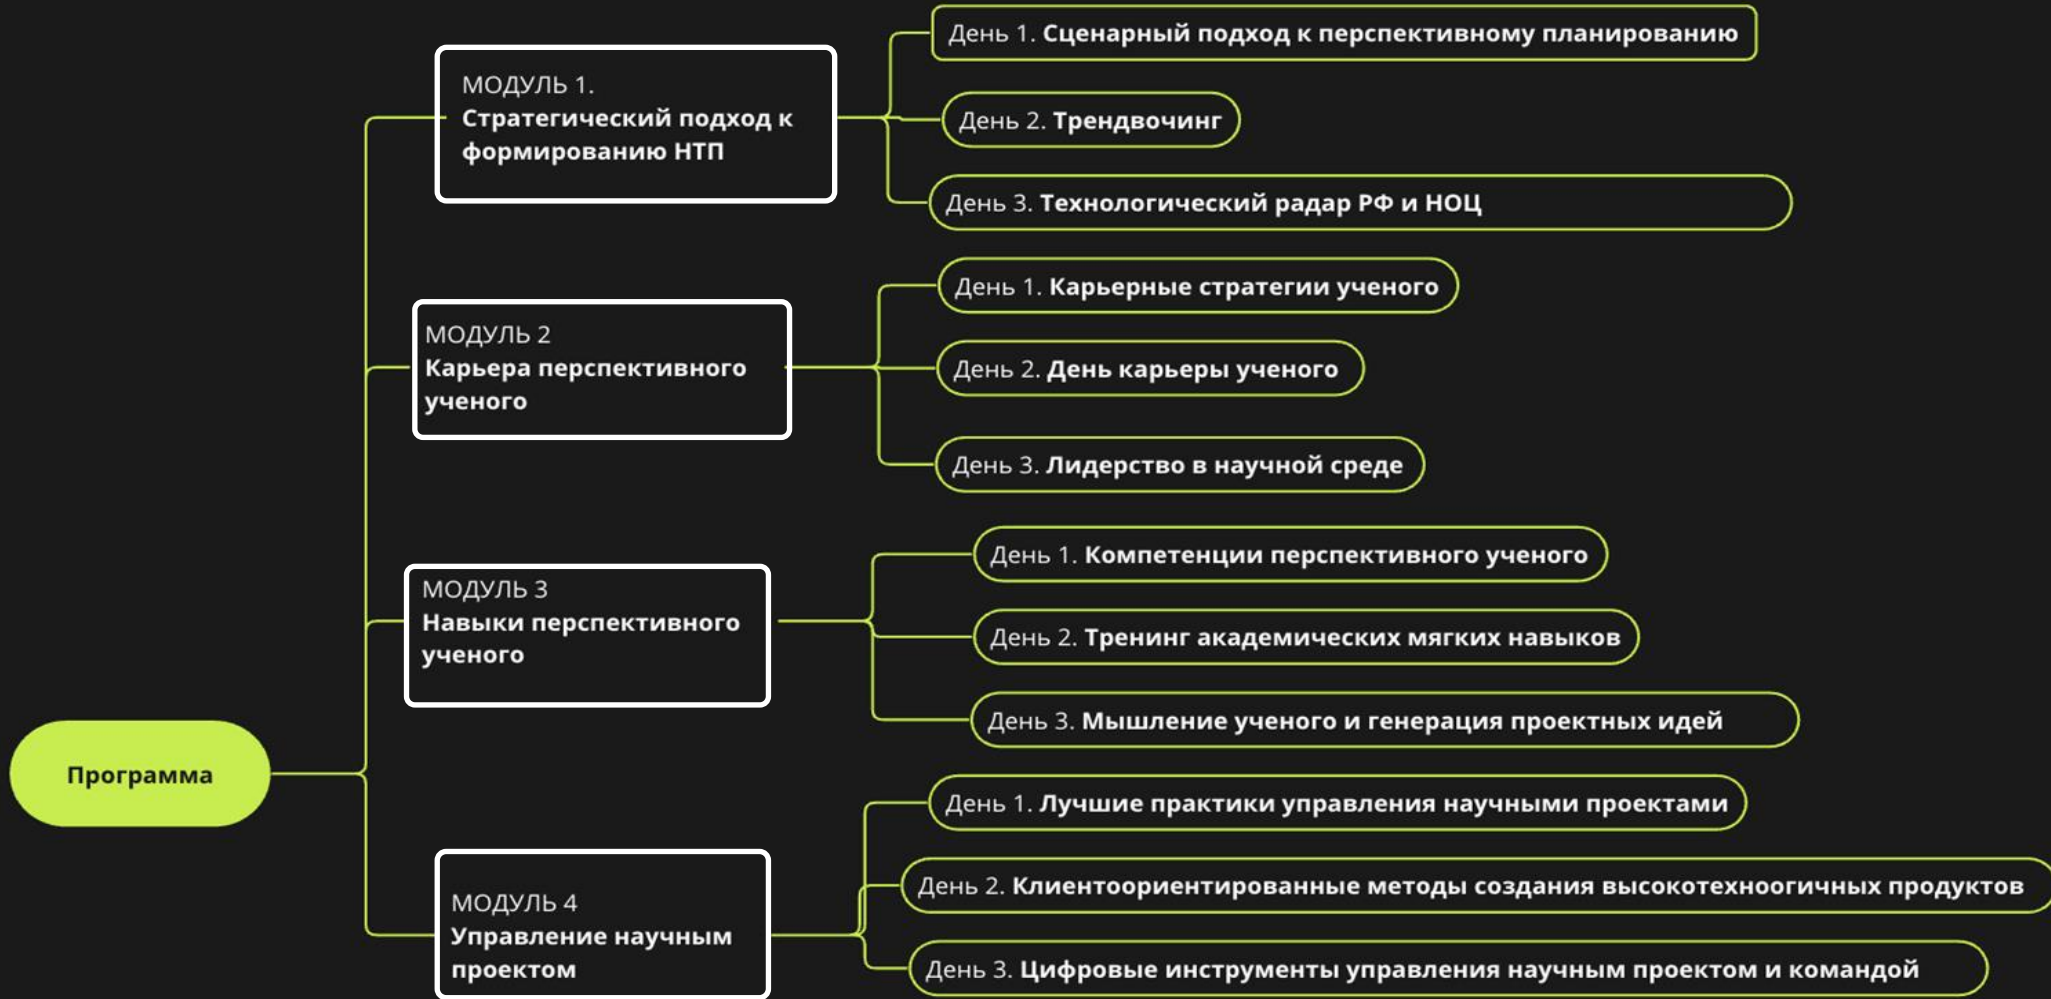 Программа
МОДУЛЬ 1.
Стратегический подход к
формированию НТП
День 1. Сценарный подход к перспективному планированию
День 2. Трендвочинг
День 3. Технологический радар РФ и НОЦ
МОДУЛЬ 2
Карьера перспективного
ученого
День 1. Карьерные стратегии ученого
День 2. День карьеры ученого
День 3. Лидерство в научной среде
МОДУЛЬ 3
Навыки перспективного
ученого
День 1. Компетенции перспективного ученого
День 2. Тренинг академических мягких навыков
День 3. Мышление ученого и генерация проектных идей
МОДУЛЬ 4
Управление научным
проектом
День 1. Лучшие практики управления научными проектами
День 2. Клиентоориентированные методы создания высокотехноогичных продуктов
День 3. Цифровые инструменты управления научным проектом и командой